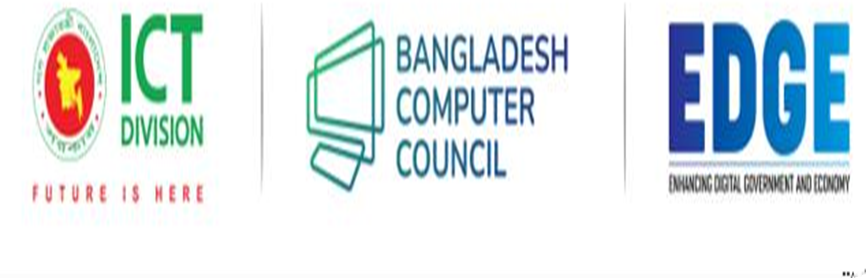 ICT
DIVISION
FUTURE IS HERE
BANGLADESH
COMPUTER
COUNCIL
EDGE
ENHANCING DIGITAL GOVERNMENT AND ECONOMY